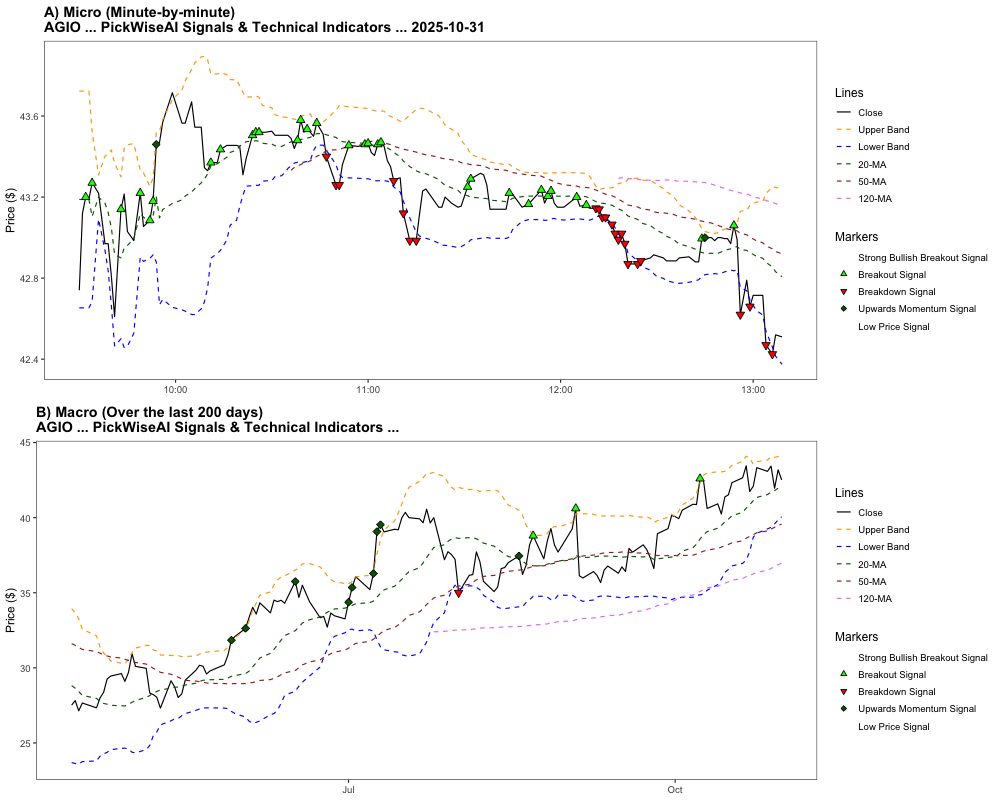 A) Micro (Minute-by-minute)
AGIO ... PickWiseAI Signals & Technical Indicators ... 2025-10-31
Price ($)
43.6
43.2
42.8
42.4
10:00
11:00
12:00
13:00
Lines
Close
Upper Band
Lower Band
20-MA
50-MA
120-MA
Markers
Strong Bullish Breakout Signal
Breakout Signal
Breakdown Signal
Upwards Momentum Signal
Low Price Signal
B) Macro (Over the last 200 days)
AGIO ... PickWiseAI Signals & Technical Indicators ...
Price ($)
45
40
35
30
25
Jul
Oct
Lines
Close
Upper Band
Lower Band
20-MA
50-MA
120-MA
Markers
Strong Bullish Breakout Signal
Breakout Signal
Breakdown Signal
Upwards Momentum Signal
Low Price Signal